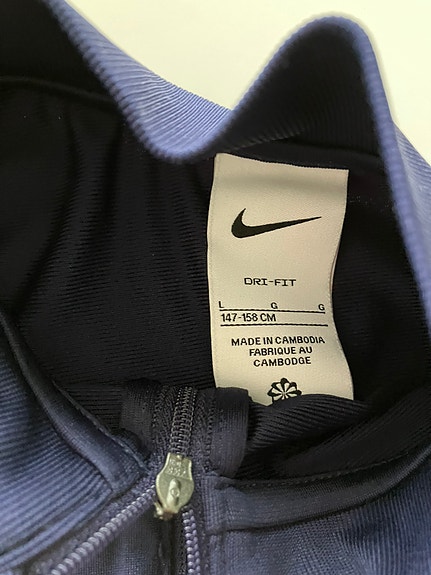 DRI-FIT
L G G
147-158 CM
MADE IN CAMBODIA
FABRIQUE AU
CAMBODGE